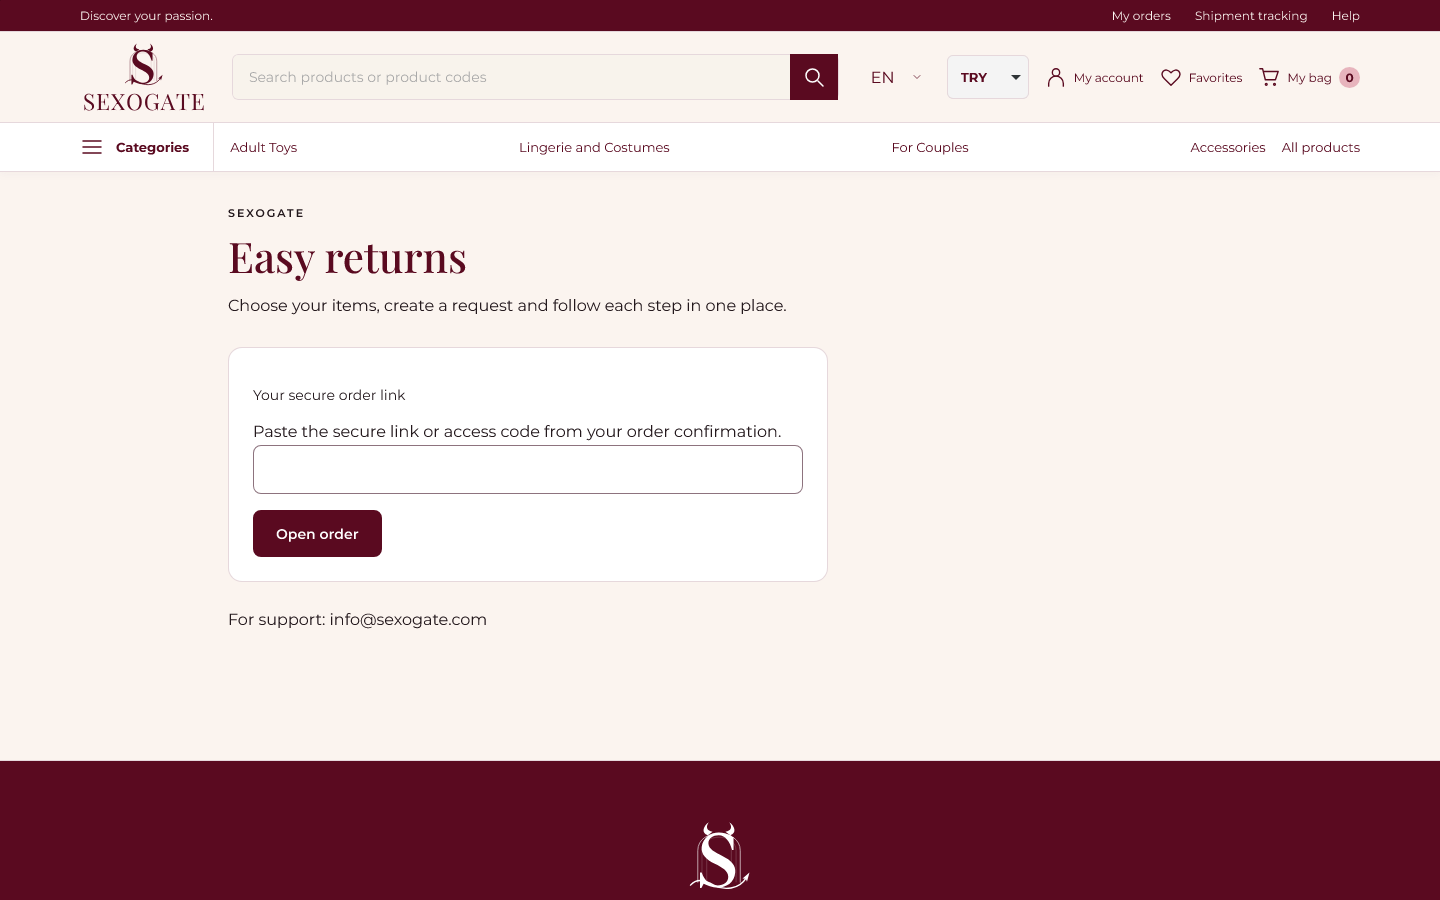 Discover your passion.
My orders
Shipment tracking
Help
S
SEXOGATE
Search products or product codes
EN
TRY
My account
Favorites
My bag
0
Categories
Adult Toys
Lingerie and Costumes
For Couples
Accessories
All products
SEXOGATE
Easy returns
Choose your items, create a request and follow each step in one place.
Your secure order link
Paste the secure link or access code from your order confirmation.
Open order
For support: info@sexogate.com
S